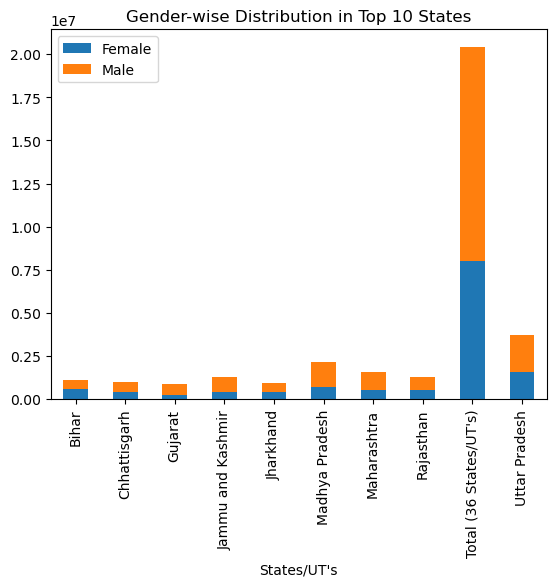 Gender-wise Distribution in Top 10 States
1e7
Female
Male
2.00
1.75
1.50
1.25
1.00
0.75
0.50
0.25
0.00
Bihar
Chhattisgarh
Gujarat
Jammu and Kashmir
Jharkhand
Madhya Pradesh
Maharashtra
Rajasthan
Total (36 States/UT's)
Uttar Pradesh
States/UT's